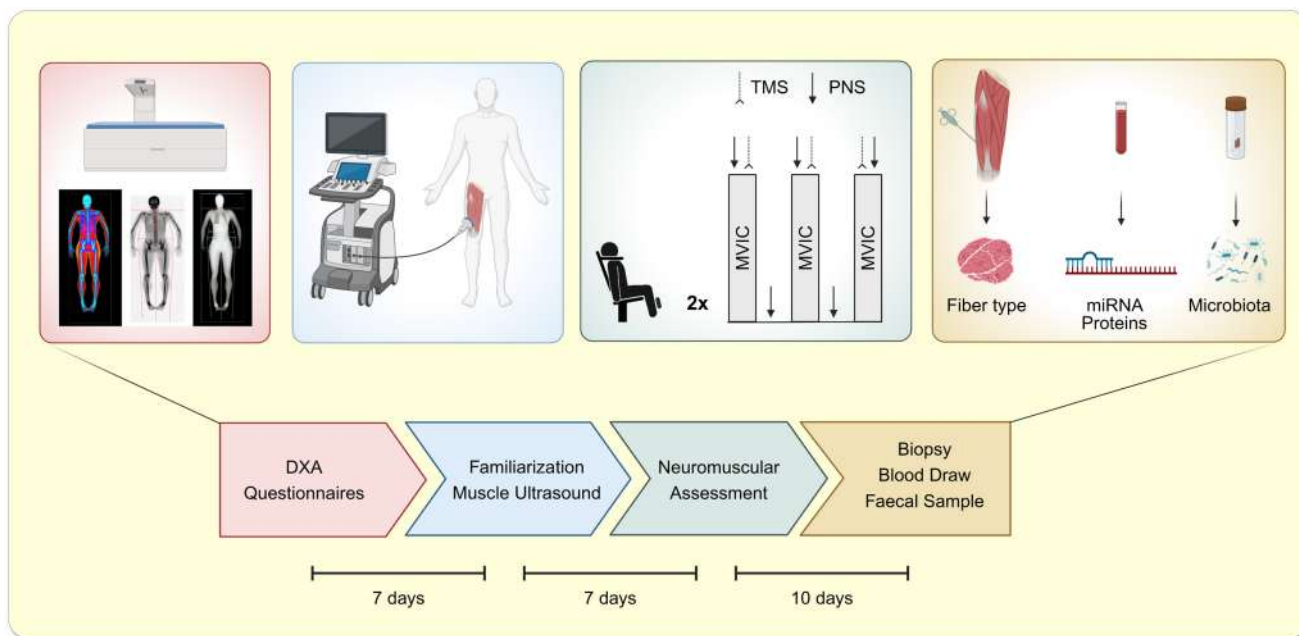 TMS
PNS
MVIC
MVIC
MVIC
2x
Fiber type
miRNA
Proteins
Microbiota
DXA
Questionnaires
Familiarization
Muscle Ultrasound
Neuromuscular
Assessment
Biopsy
Blood Draw
Faecal Sample
7 days
7 days
10 days